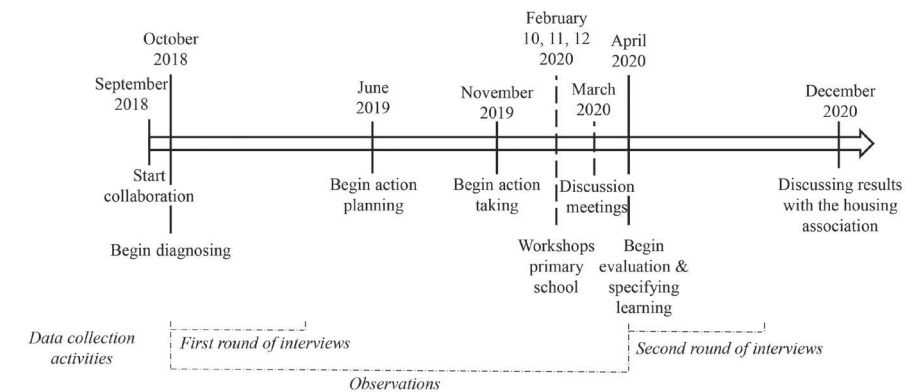 February
10, 11, 12
2020
October
2018
April
2020
September
2018
June
2019
November
2019
March
2020
December
2020
Start
collaboration
Begin action
planning
Begin action
taking
Discussion
meetings
Discussing results
with the housing
association
Begin diagnosing
Workshops
primary
school
Begin
evaluation &
specifying
learning
Data collection
activities
First round of interviews
Second round of interviews
Observations